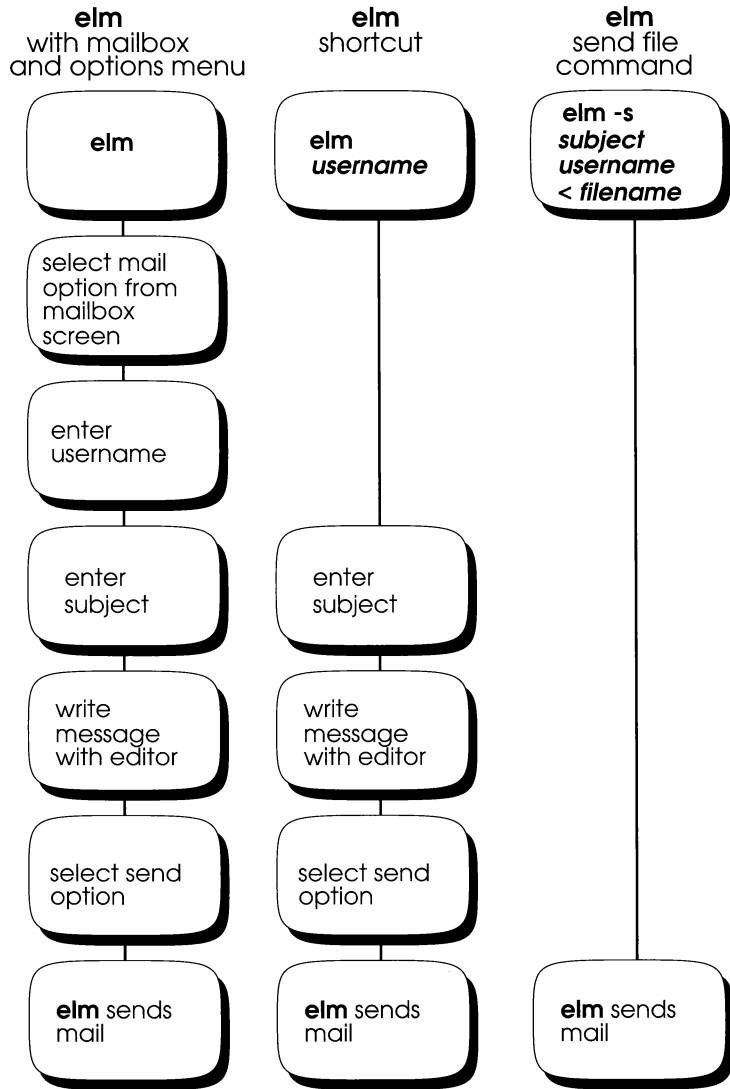 elm
with mailbox
and options menu
elm
select mail
option from
mailbox
screen
enter
username
enter
subject
write
message
with editor
select send
option
elm sends
mail
elm
shortcut
elm
username
enter
subject
write
message
with editor
select send
option
elm sends
mail
elm
send file
command
elm -s
subject
username
< filename
elm sends
mail